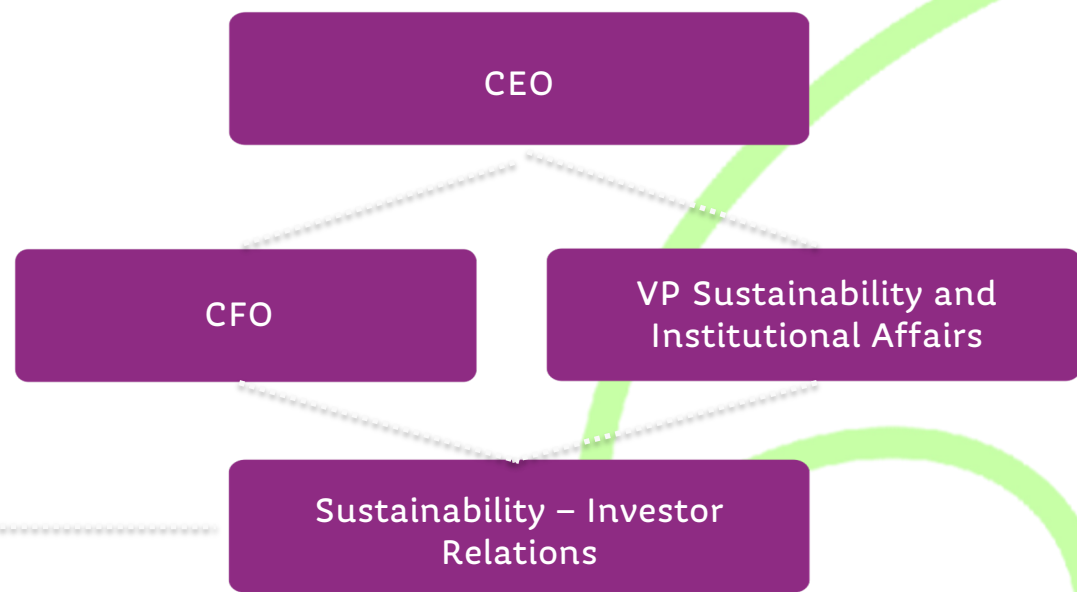 CEO
CFO
VP Sustainability and
Institutional Affairs
Sustainability – Investor
Relations